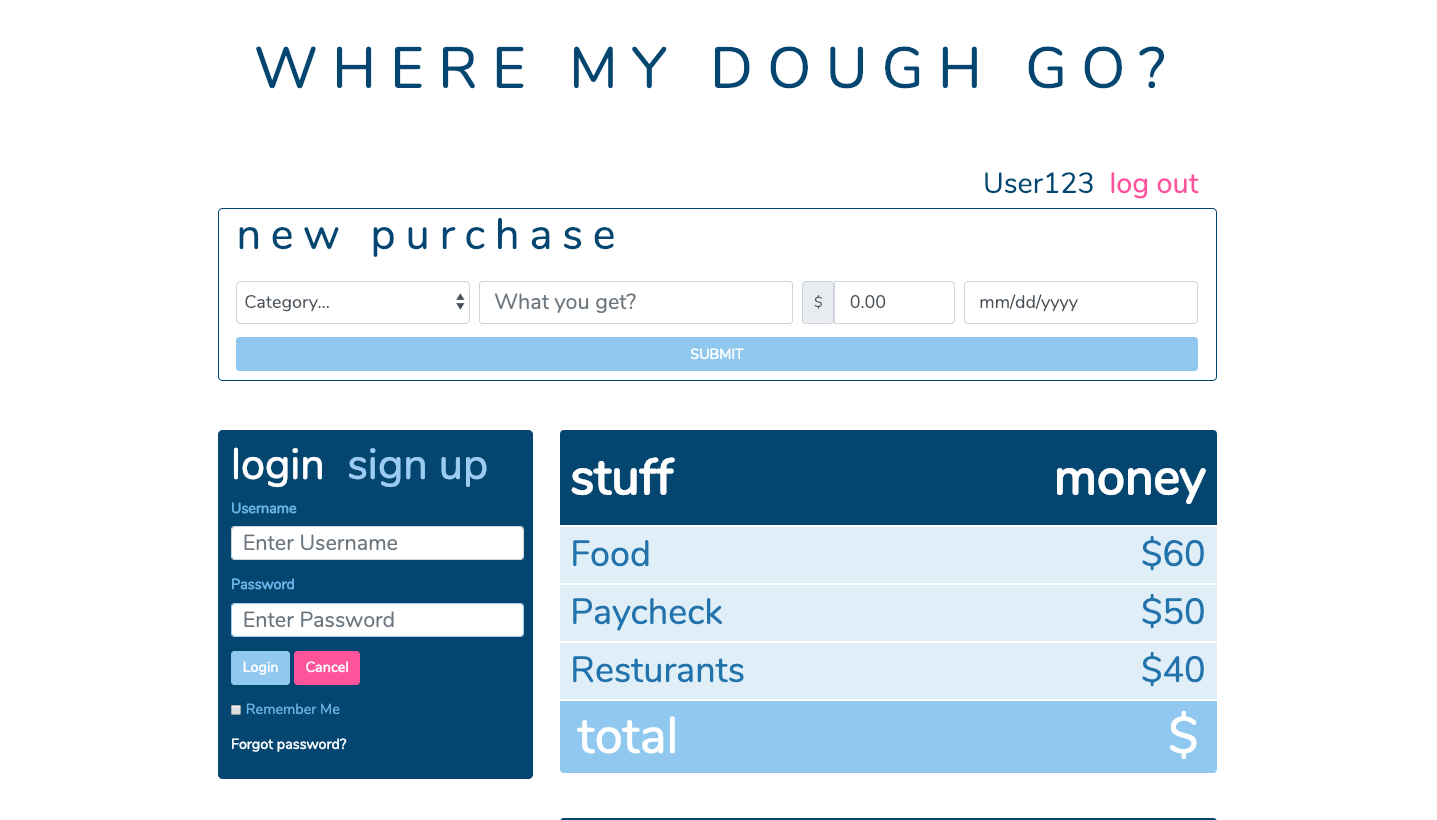 WHERE MY DOUGH GO?
User123 log out
new purchase
Category... What you get? $ 0.00 mm/dd/yyyy
SUBMIT
login sign up
Username
Enter Username
Password
Enter Password
Login Cancel
Remember Me
Forgot password?
stuff money
Food $60
Paycheck $50
Resturants $40
total $